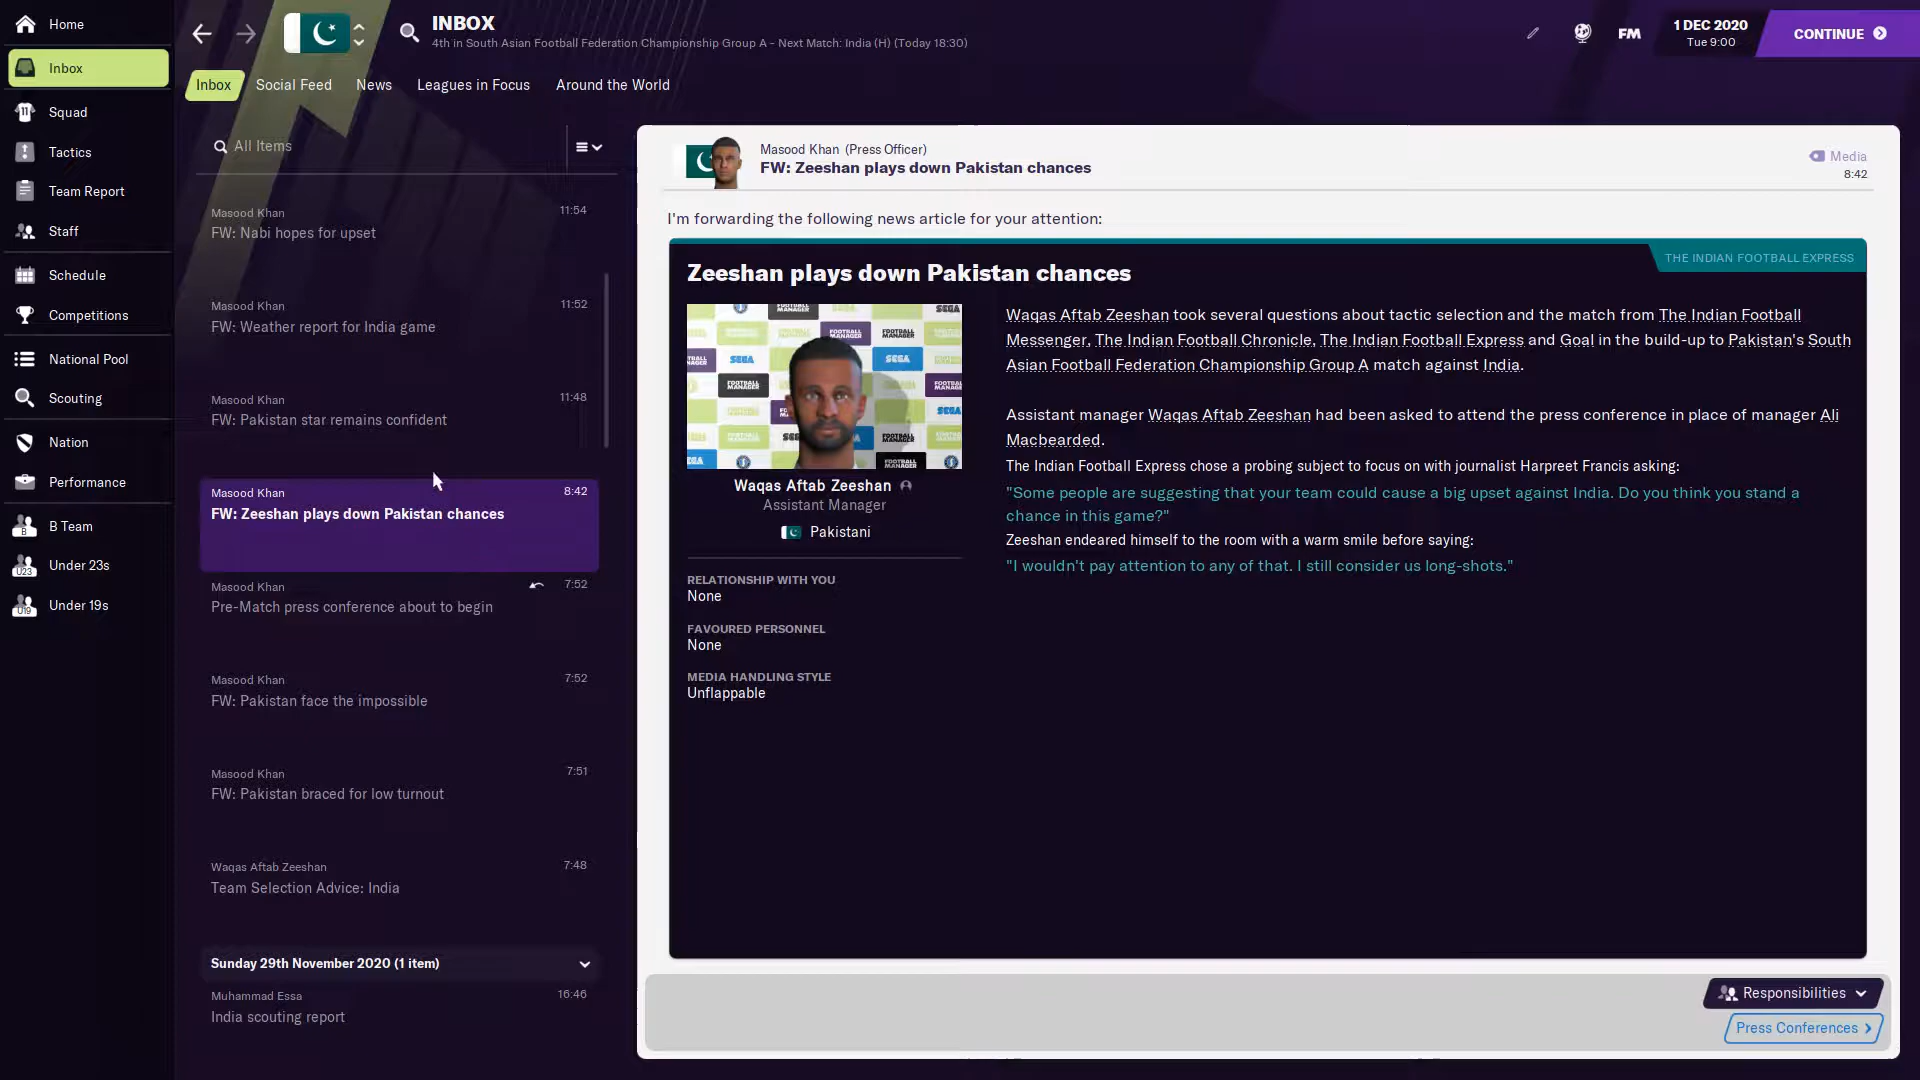 Home
Inbox
Squad
Tactics
Team Report
Staff
Schedule
Competitions
National Pool
Scouting
Nation
Performance
B Team
Under 23s
Under 19s
INBOX
4th in South Asian Football Federation Championship Group A - Next Match: India (H) (Today 18:30)
FM
1 DEC 2020
Tue 9:00
CONTINUE
Inbox
Social Feed
News
Leagues in Focus
Around the World
All Items
Masood Khan 11:54
FW: Nabi hopes for upset
Masood Khan 11:52
FW: Weather report for India game
Masood Khan 11:48
FW: Pakistan star remains confident
Masood Khan 8:42
FW: Zeeshan plays down Pakistan chances
Masood Khan 7:52
Pre-Match press conference about to begin
Masood Khan 7:52
FW: Pakistan face the impossible
Masood Khan 7:51
FW: Pakistan braced for low turnout
Waqas Aftab Zeeshan 7:48
Team Selection Advice: India
Sunday 29th November 2020 (1 item)
Muhammad Essa 16:46
India scouting report
Masood Khan (Press Officer)
FW: Zeeshan plays down Pakistan chances
Media
8:42
I'm forwarding the following news article for your attention:
THE INDIAN FOOTBALL EXPRESS
Zeeshan plays down Pakistan chances
Waqas Aftab Zeeshan
Assistant Manager
Pakistani
RELATIONSHIP WITH YOU
None
FAVOURED PERSONNEL
None
MEDIA HANDLING STYLE
Unflappable
Waqas Aftab Zeeshan took several questions about tactic selection and the match from The Indian Football
Messenger, The Indian Football Chronicle, The Indian Football Express and Goal in the build-up to Pakistan's South
Asian Football Federation Championship Group A match against India.
Assistant manager Waqas Aftab Zeeshan had been asked to attend the press conference in place of manager Ali
Macbearded.
The Indian Football Express chose a probing subject to focus on with journalist Harpreet Francis asking:
"Some people are suggesting that your team could cause a big upset against India. Do you think you stand a
chance in this game?"
Zeeshan endeared himself to the room with a warm smile before saying:
"I wouldn't pay attention to any of that. I still consider us long-shots."
Responsibilities
Press Conferences